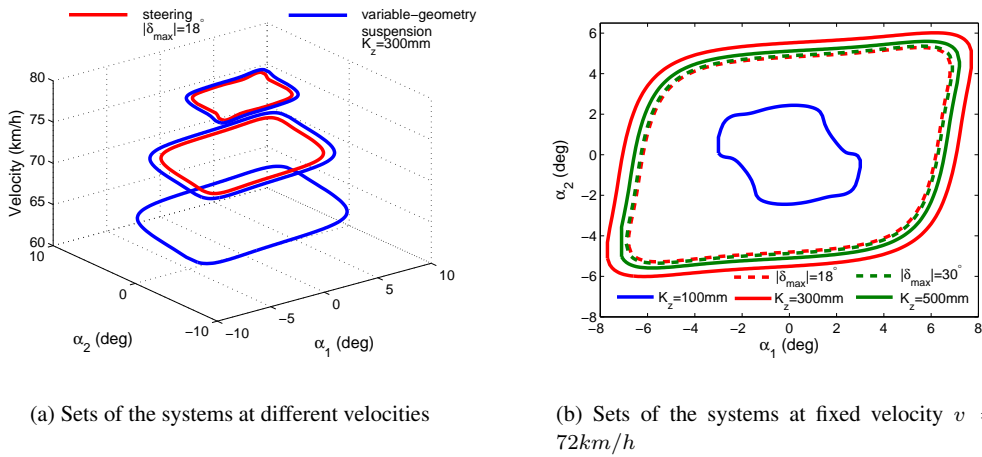 steering
|δmax|=18°
variable−geometry
suspension
Kz=300mm
Velocity (km/h)
80
75
70
65
60
10
0
−10
α2 (deg)
−10
−5
0
5
10
α1 (deg)
α2 (deg)
8
6
4
2
0
−2
−4
−6
−8
|δmax|=18°
|δmax|=30°
Kz=100mm
Kz=300mm
Kz=500mm
−8
−6
−4
−2
0
2
4
6
8
α1 (deg)
(a) Sets of the systems at different velocities
(b) Sets of the systems at fixed velocity v =
72km/h